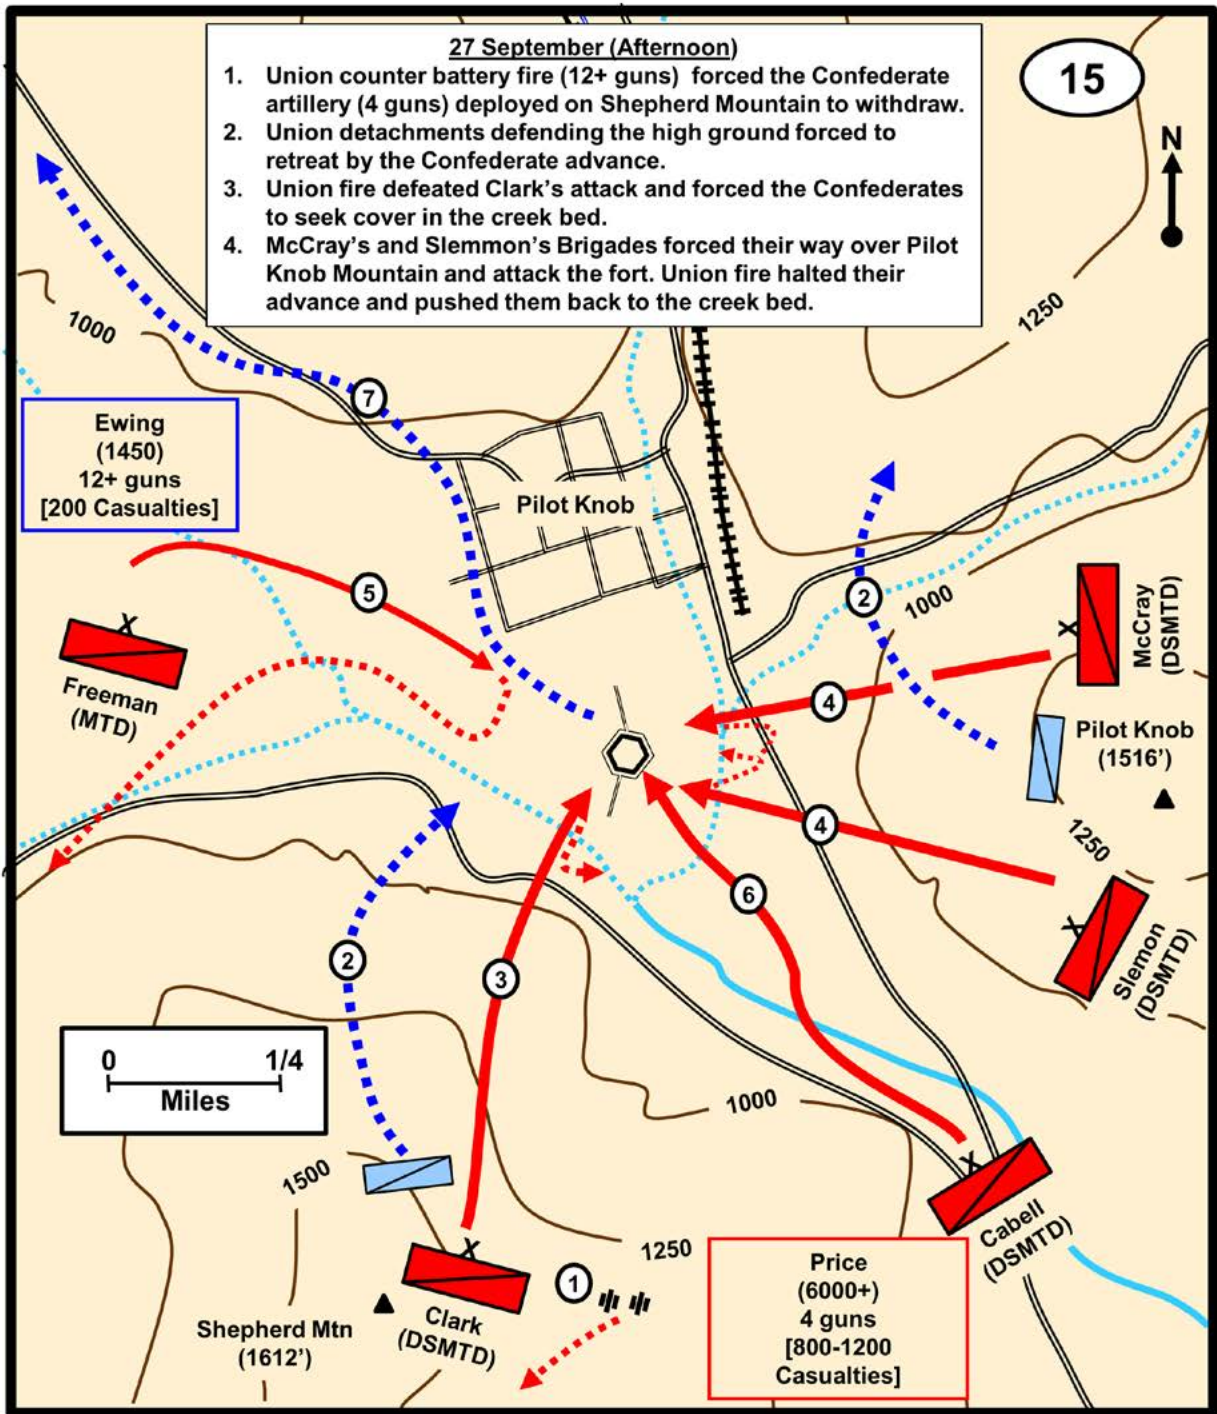 27 September (Afternoon)
1. Union counter battery fire (12+ guns) forced the Confederate
artillery (4 guns) deployed on Shepherd Mountain to withdraw.
2. Union detachments defending the high ground forced to
retreat by the Confederate advance.
3. Union fire defeated Clark's attack and forced the Confederates
to seek cover in the creek bed.
4. McCray's and Slemmon's Brigades forced their way over Pilot
Knob Mountain and attack the fort. Union fire halted their
advance and pushed them back to the creek bed.
15
N
1000
1250
7
Ewing
(1450)
12+ guns
[200 Casualties]
Pilot Knob
5
2
1000
X
McCray
(DSMTD)
X
Freeman
(MTD)
4
Pilot Knob
(1516')
4
1250
6
X
Slemon
(DSMTD)
2
3
0 1/4
Miles
1000
1500
X
Cabell
(DSMTD)
1250
X
1
Clark
(DSMTD)
Shepherd Mtn
(1612')
Price
(6000+)
4 guns
[800-1200
Casualties]